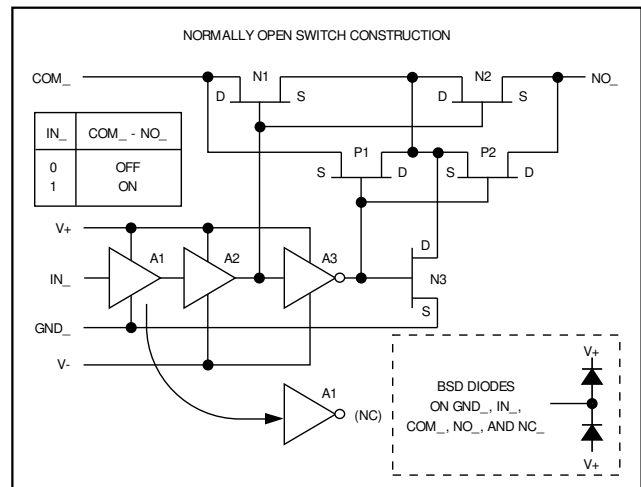 NORMALLY OPEN SWITCH CONSTRUCTION
COM_ N1 N2 NO_
D S D S
IN_ COM_ - NO_
0 OFF
1 ON
P1 P2
S D S D
V+
A1 A2 A3 D
IN_ N3
S
GND_
V-
A1
(NC)
V+
BSD DIODES
ON GND_, IN_,
COM_, NO_, AND NC_
V+